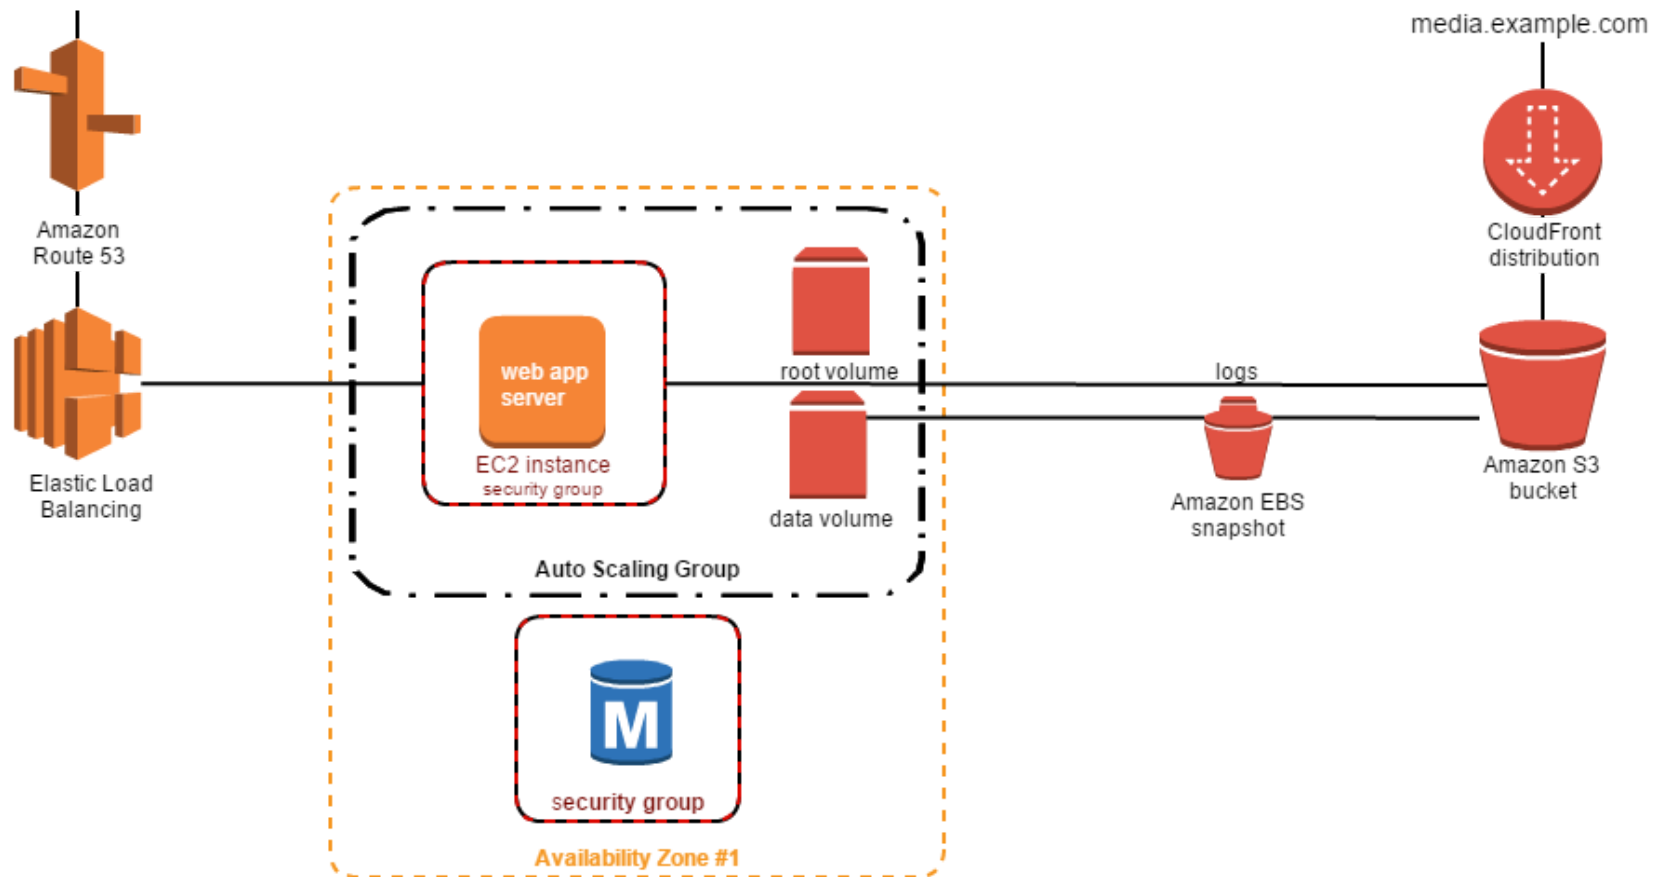 media.example.com
Amazon
Route 53
CloudFront
distribution
web app
server
EC2 instance
security group
root volume
data volume
logs
Elastic Load
Balancing
Amazon EBS
snapshot
Amazon S3
bucket
Auto Scaling Group
M
security group
Availability Zone #1